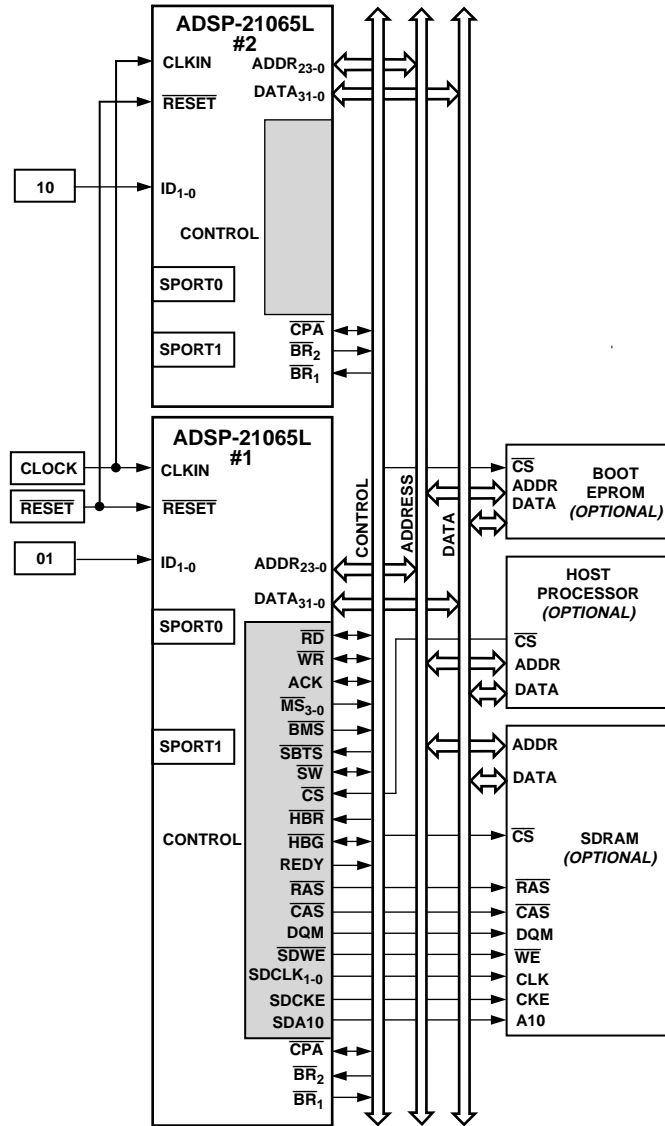 ADSP-21065L
#2
CLKIN
ADDR23-0
DATA31-0
RESET
10
ID1-0
CONTROL
SPORT0
SPORT1
CPA
BR2
BR1
ADSP-21065L
#1
CLOCK
CLKIN
RESET
RESET
01
ID1-0
ADDR23-0
DATA31-0
SPORT0
SPORT1
CONTROL
RD
WR
ACK
MS3-0
BMS
SBTS
SW
CS
HBR
HBG
REDY
RAS
CAS
DQM
SDWE
SDCLK1-0
SDCKE
SDA10
CPA
BR2
BR1
CONTROL
ADDRESS
DATA
CS
ADDR
DATA
BOOT
EPROM
(OPTIONAL)
HOST
PROCESSOR
(OPTIONAL)
CS
ADDR
DATA
ADDR
DATA
CS
SDRAM
(OPTIONAL)
RAS
CAS
DQM
WE
CLK
CKE
A10